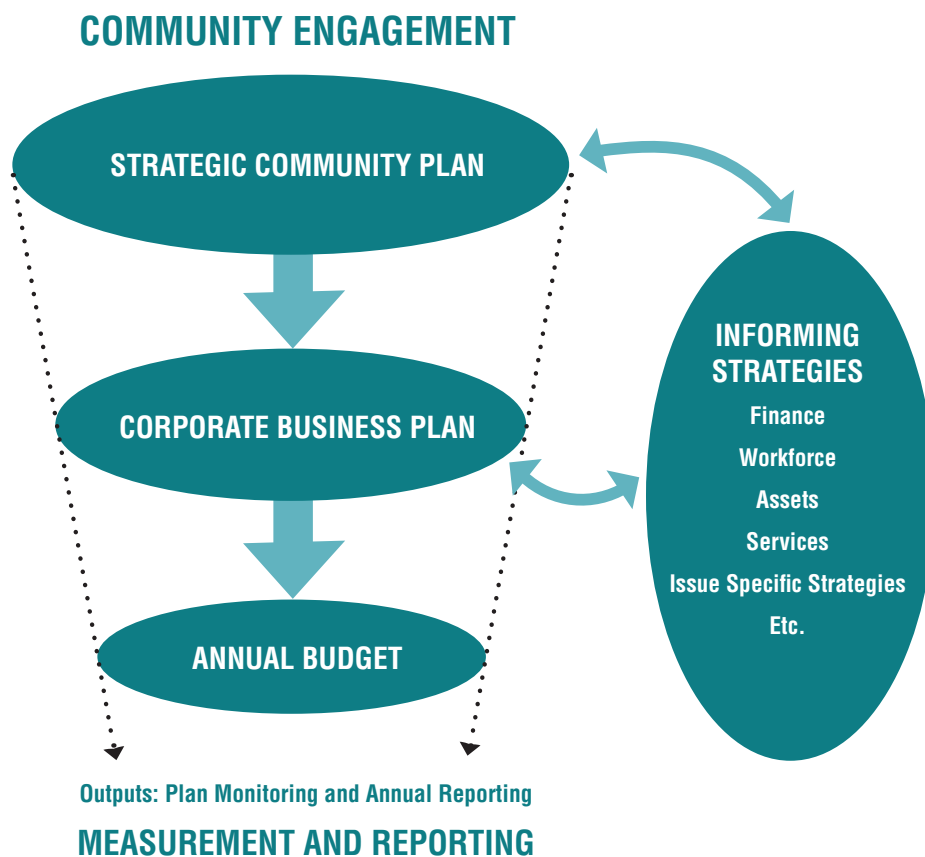 COMMUNITY ENGAGEMENT
STRATEGIC COMMUNITY PLAN
CORPORATE BUSINESS PLAN
ANNUAL BUDGET
INFORMING
STRATEGIES
Finance
Workforce
Assets
Services
Issue Specific Strategies
Etc.
Outputs: Plan Monitoring and Annual Reporting
MEASUREMENT AND REPORTING